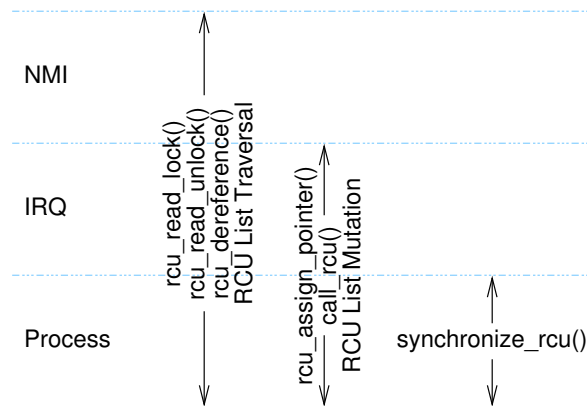 NMI
rcu_read_lock()
rcu_read_unlock()
rcu_dereference()
RCU List Traversal
IRQ
rcu_assign_pointer()
call_rcu()
RCU List Mutation
Process
synchronize_rcu()